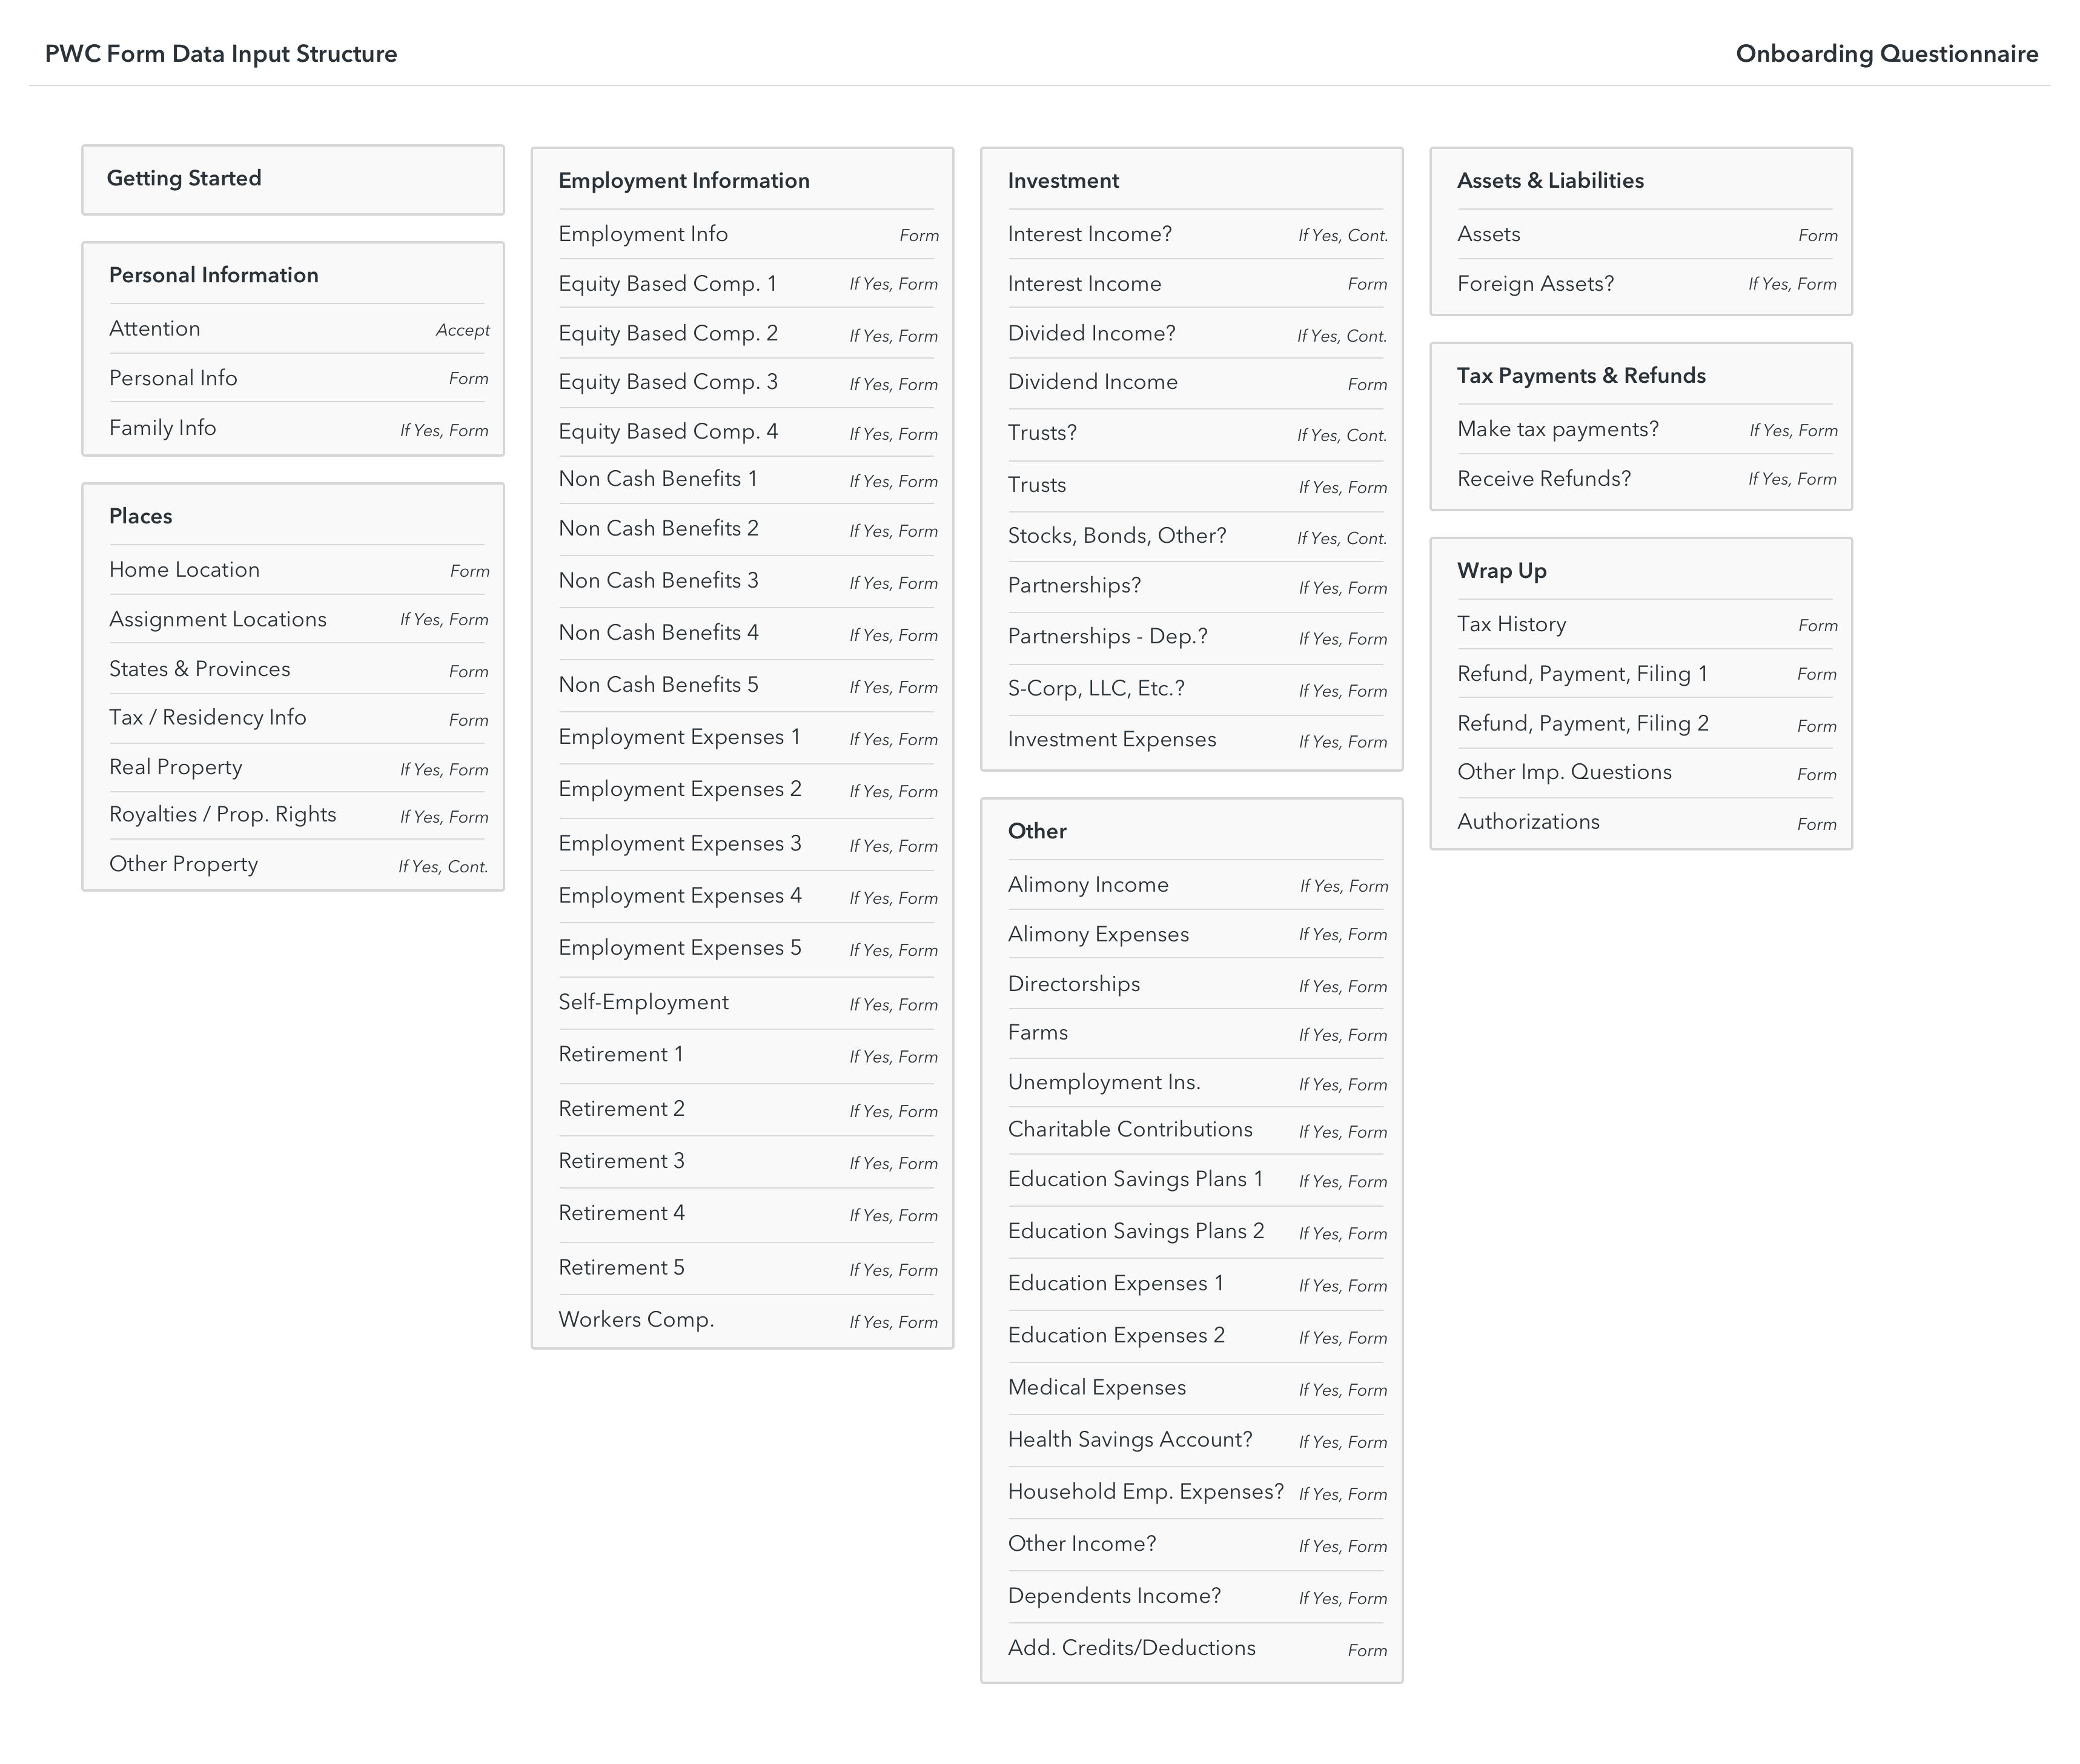 PWC Form Data Input Structure
Onboarding Questionnaire
Getting Started
Personal Information
Attention Accept
Personal Info Form
Family Info If Yes, Form
Places
Home Location Form
Assignment Locations If Yes, Form
States & Provinces Form
Tax / Residency Info Form
Real Property If Yes, Form
Royalties / Prop. Rights If Yes, Form
Other Property If Yes, Cont.
Employment Information
Employment Info Form
Equity Based Comp. 1 If Yes, Form
Equity Based Comp. 2 If Yes, Form
Equity Based Comp. 3 If Yes, Form
Equity Based Comp. 4 If Yes, Form
Non Cash Benefits 1 If Yes, Form
Non Cash Benefits 2 If Yes, Form
Non Cash Benefits 3 If Yes, Form
Non Cash Benefits 4 If Yes, Form
Non Cash Benefits 5 If Yes, Form
Employment Expenses 1 If Yes, Form
Employment Expenses 2 If Yes, Form
Employment Expenses 3 If Yes, Form
Employment Expenses 4 If Yes, Form
Employment Expenses 5 If Yes, Form
Self-Employment If Yes, Form
Retirement 1 If Yes, Form
Retirement 2 If Yes, Form
Retirement 3 If Yes, Form
Retirement 4 If Yes, Form
Retirement 5 If Yes, Form
Workers Comp. If Yes, Form
Investment
Interest Income? If Yes, Cont.
Interest Income Form
Divided Income? If Yes, Cont.
Dividend Income Form
Trusts? If Yes, Cont.
Trusts If Yes, Form
Stocks, Bonds, Other? If Yes, Cont.
Partnerships? If Yes, Form
Partnerships - Dep.? If Yes, Form
S-Corp, LLC, Etc.? If Yes, Form
Investment Expenses If Yes, Form
Other
Alimony Income If Yes, Form
Alimony Expenses If Yes, Form
Directorships If Yes, Form
Farms If Yes, Form
Unemployment Ins. If Yes, Form
Charitable Contributions If Yes, Form
Education Savings Plans 1 If Yes, Form
Education Savings Plans 2 If Yes, Form
Education Expenses 1 If Yes, Form
Education Expenses 2 If Yes, Form
Medical Expenses If Yes, Form
Health Savings Account? If Yes, Form
Household Emp. Expenses? If Yes, Form
Other Income? If Yes, Form
Dependents Income? If Yes, Form
Add. Credits/Deductions Form
Assets & Liabilities
Assets Form
Foreign Assets? If Yes, Form
Tax Payments & Refunds
Make tax payments? If Yes, Form
Receive Refunds? If Yes, Form
Wrap Up
Tax History Form
Refund, Payment, Filing 1 Form
Refund, Payment, Filing 2 Form
Other Imp. Questions Form
Authorizations Form